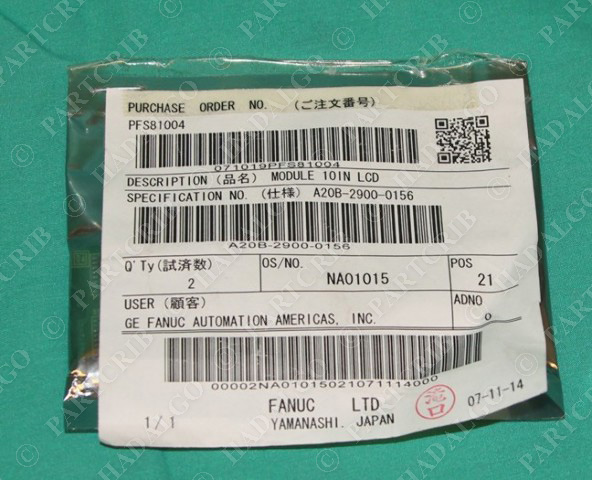 PURCHASE ORDER NO. (ご注文番号)
PFS81004
071019PFS81004
DESCRIPTION (品名) MODULE 10IN LCD
SPECIFICATION NO. (仕様) A20B-2900-0156
A20B-2900-0156
Q'Ty(試済数) OS/NO. POS
2 NA01015 21
USER (顧客) ADNO
GE FANUC AUTOMATION AMERICAS, INC. 0
00002NA01015021071114000
FANUC LTD 07-11-14
1/1 YAMANASHI. JAPAN
PARTCRIB
HADALGO